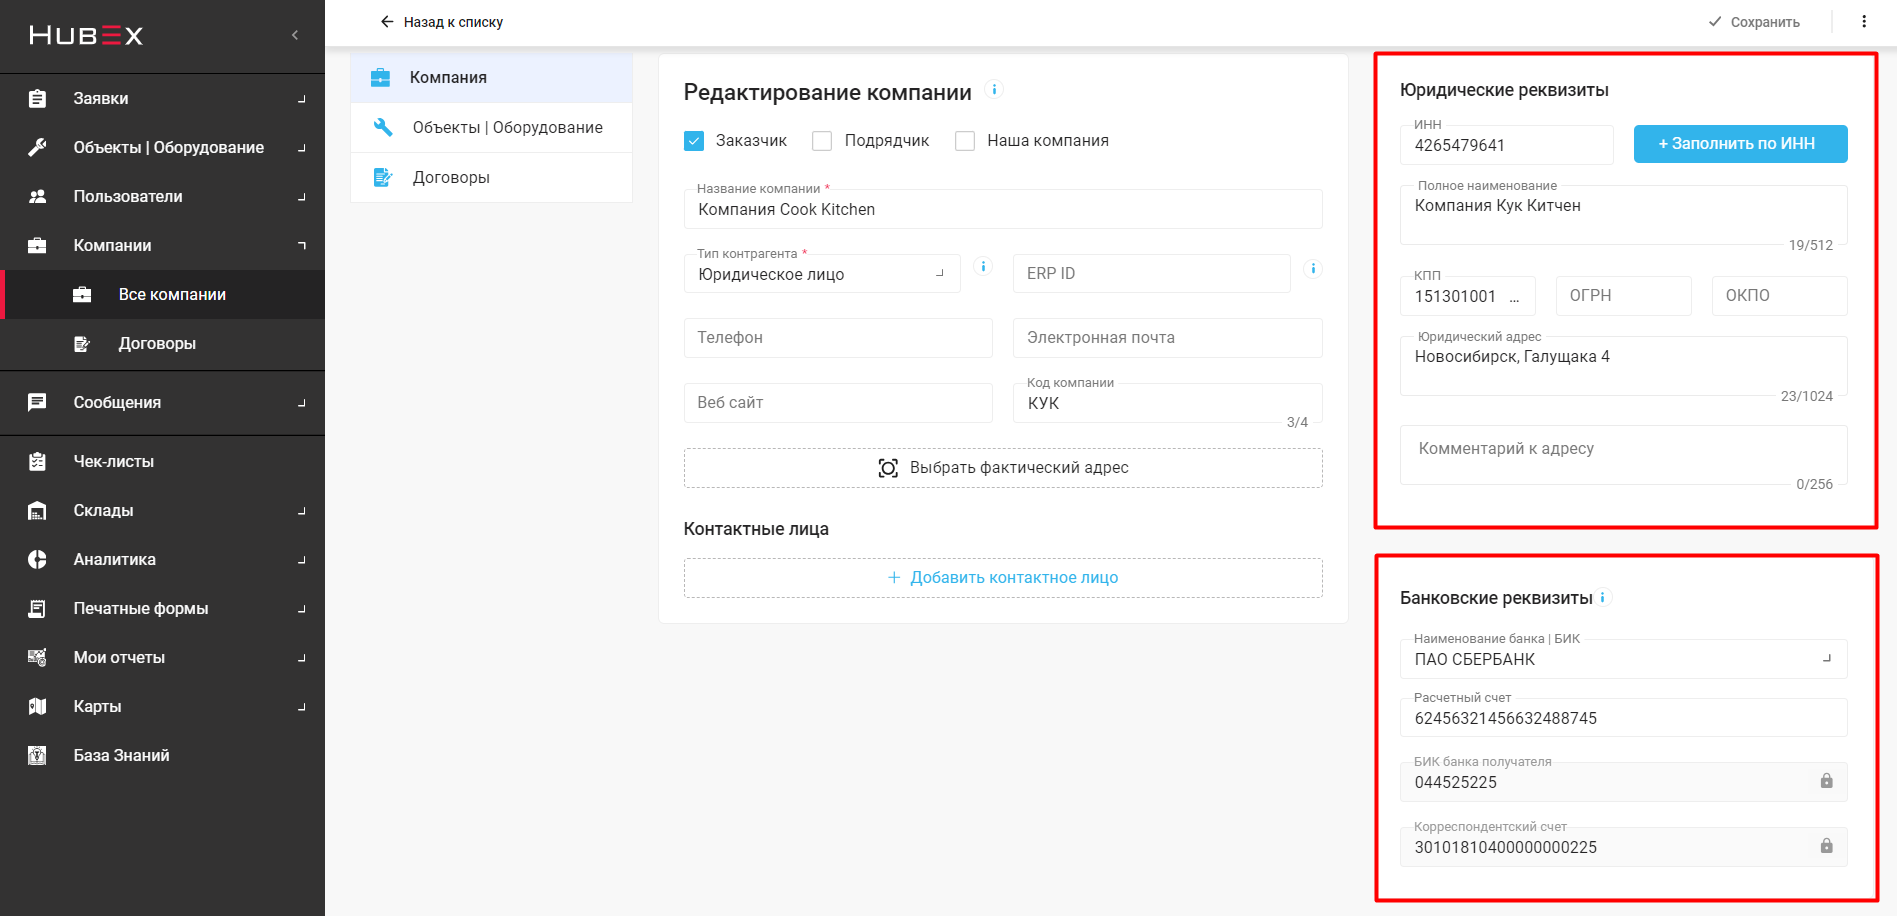 HUBEX
Заявки
Объекты | Оборудование
Пользователи
Компании
Все компании
Договоры
Сообщения
Чек-листы
Склады
Аналитика
Печатные формы
Мои отчеты
Карты
База Знаний
Назад к списку
Сохранить
Компания
Объекты | Оборудование
Договоры
Редактирование компании
Заказчик Подрядчик Наша компания
Название компании *
Компания Cook Kitchen
Тип контрагента *
Юридическое лицо
ERP ID
Телефон
Электронная почта
Веб сайт
Код компании
КУК
3/4
Выбрать фактический адрес
Контактные лица
+ Добавить контактное лицо
Юридические реквизиты
ИНН
4265479641
+ Заполнить по ИНН
Полное наименование
Компания Кук Китчен
19/512
КПП
151301001 ...
ОГРН
ОКПО
Юридический адрес
Новосибирск, Галущака 4
23/1024
Комментарий к адресу
0/256
Банковские реквизиты
Наименование банка | БИК
ПАО СБЕРБАНК
Расчетный счет
62456321456632488745
БИК банка получателя
044525225
Корреспондентский счет
30101810400000000225